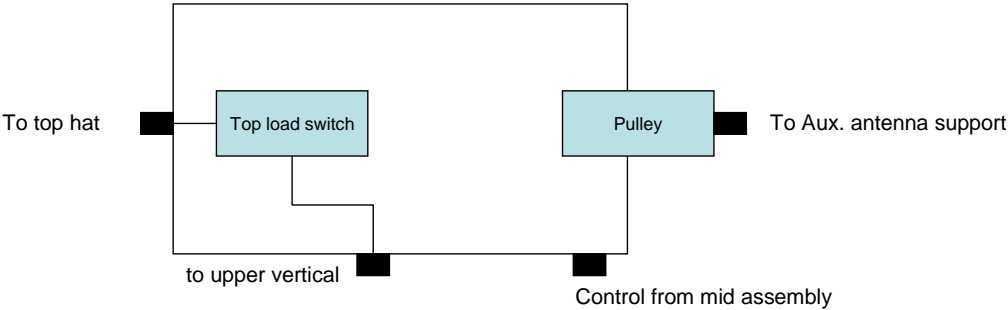 To top hat
Top load switch
Pulley
To Aux. antenna support
to upper vertical
Control from mid assembly